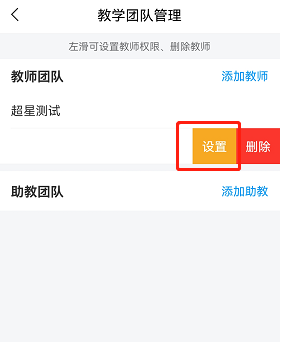 教学团队管理
左滑可设置教师权限、删除教师
教师团队 添加教师
超星测试
设置 删除
助教团队 添加助教